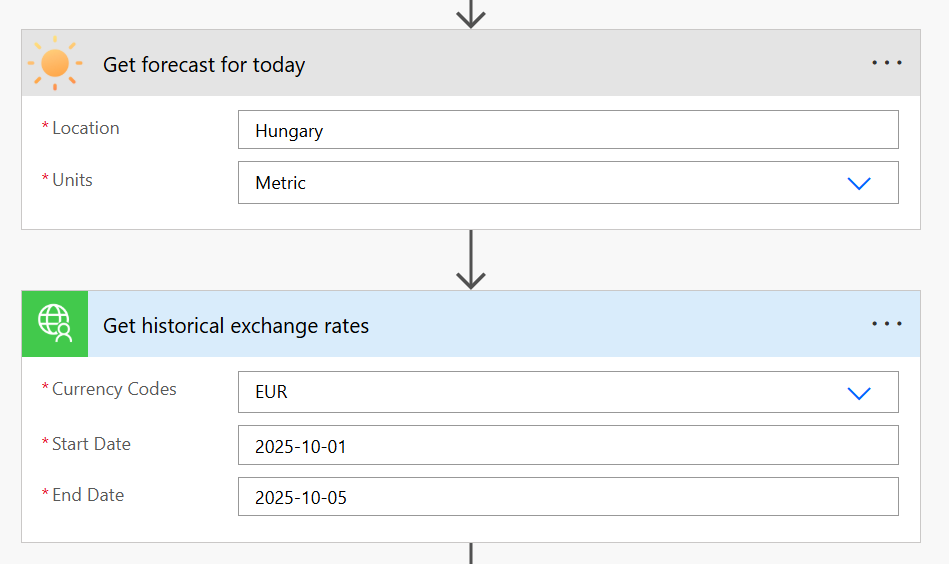 Get forecast for today
* Location
Hungary
* Units
Metric
Get historical exchange rates
* Currency Codes
EUR
* Start Date
2025-10-01
* End Date
2025-10-05